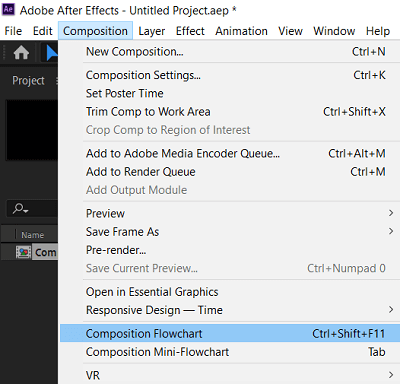 Ae Adobe After Effects - Untitled Project.aep *
File Edit Composition Layer Effect Animation View Window Help
New Composition... Ctrl+N
Project
Composition Settings... Ctrl+K
Set Poster Time
Trim Comp to Work Area Ctrl+Shift+X
Crop Comp to Region of Interest
Add to Adobe Media Encoder Queue... Ctrl+Alt+M
Add to Render Queue Ctrl+M
Add Output Module
Preview
Save Frame As
Name
Pre-render...
Com
Save Current Preview... Ctrl+Numpad 0
Open in Essential Graphics
Responsive Design — Time
Composition Flowchart Ctrl+Shift+F11
Composition Mini-Flowchart Tab
VR